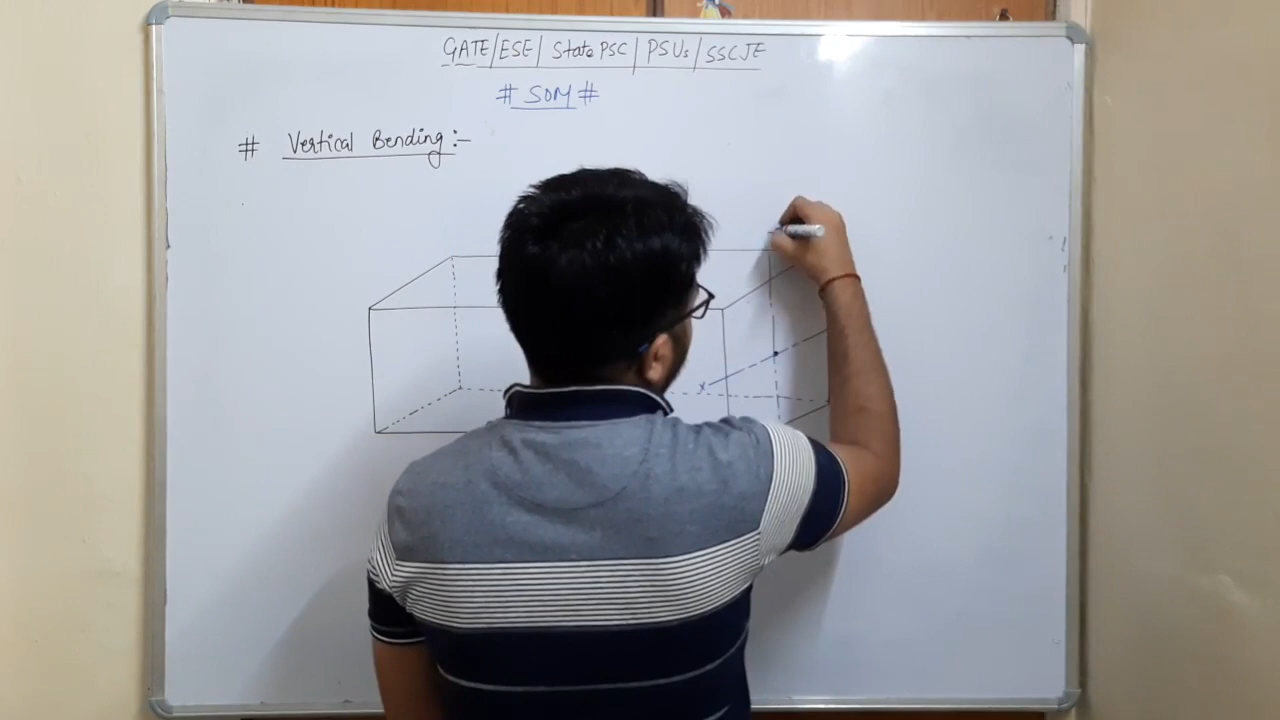 GATE/ESE/ State PSC/ PSUs/ SSCJE
# SOM #
# Vertical Bending:-
x